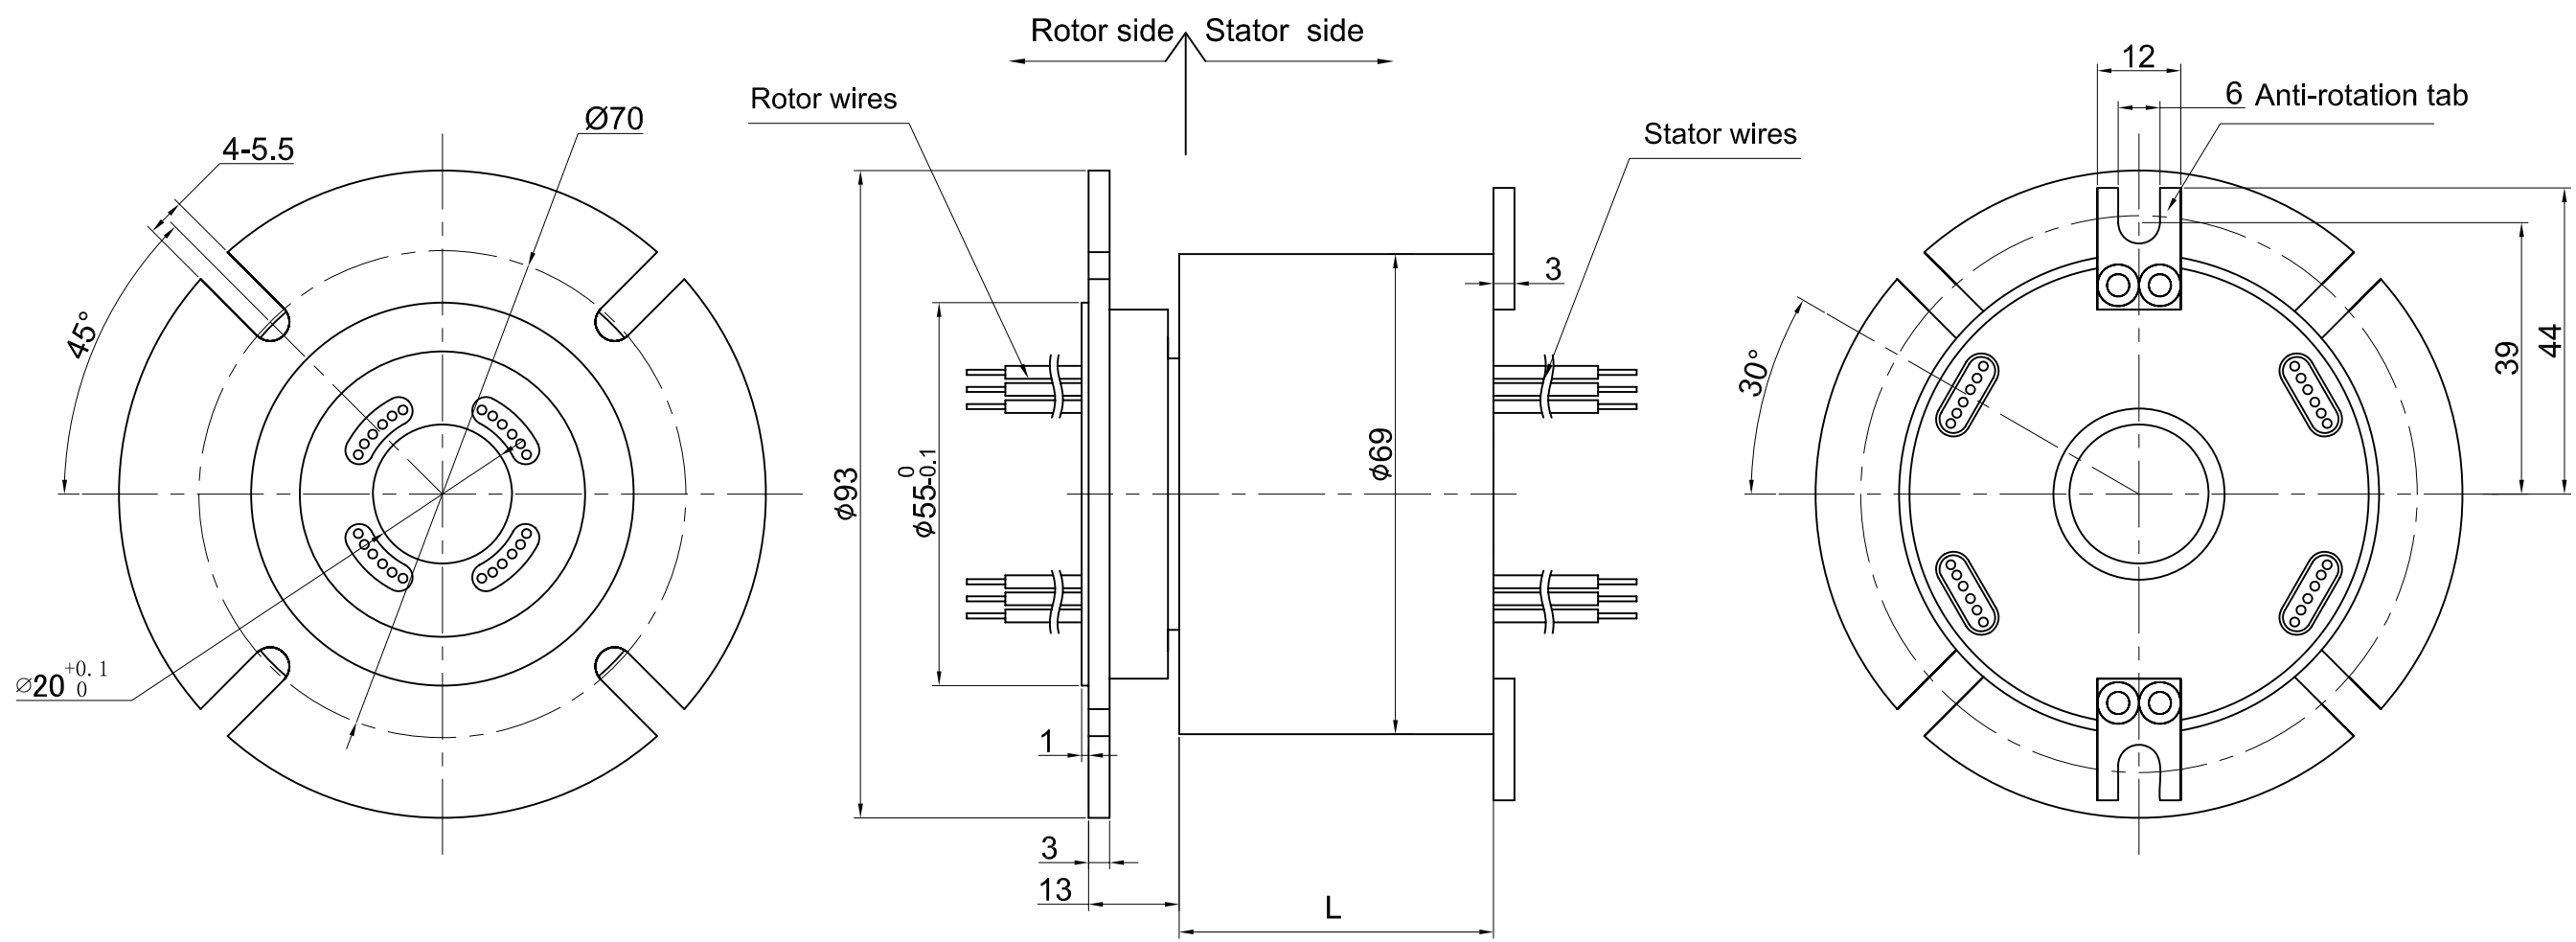 Rotor side Stator side
Rotor wires
Stator wires
12
6 Anti-rotation tab
Ø70
4-5.5
45°
⌀20 +0.1 0
ϕ93
ϕ55 0 -0.1
ϕ69
3
1
3
13
L
30°
39
44